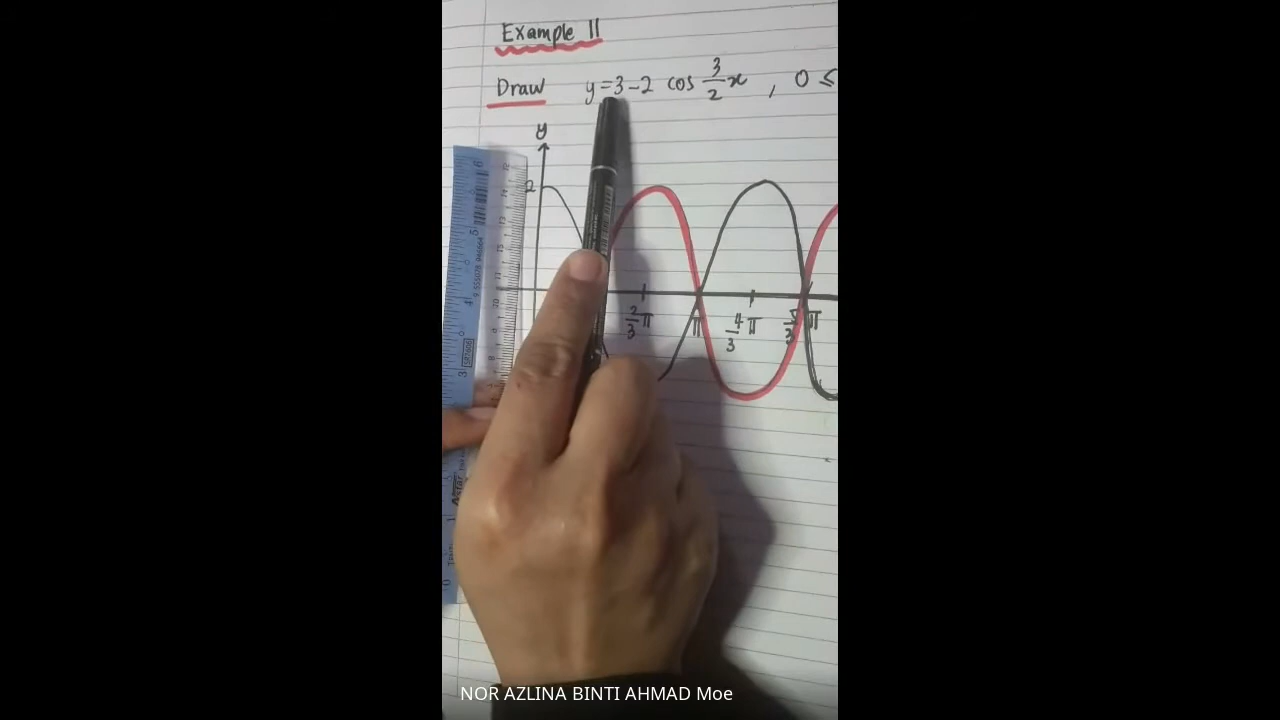 Example 11
Draw y = 3 - 2 cos 3/2 x , 0 ≤
y
2
2/3 π π 4/3 π 5/3 π
NOR AZLINA BINTI AHMAD Moe